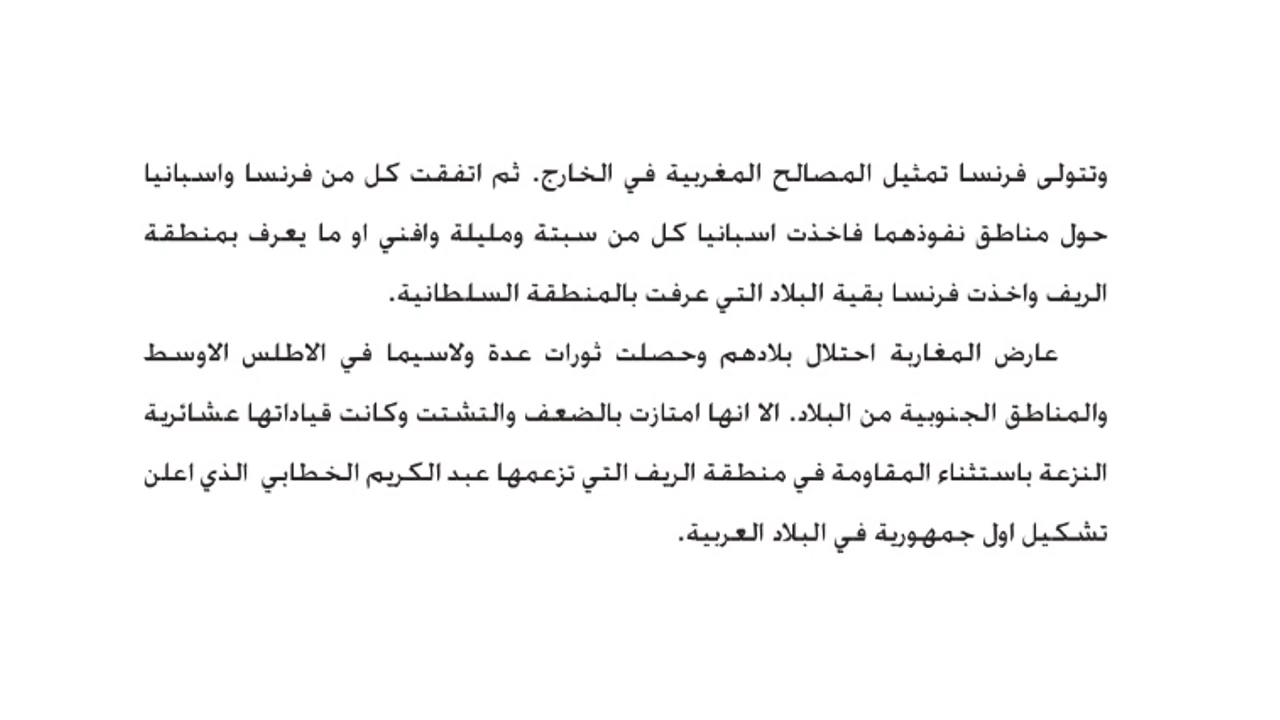 وتتولى فرنسا تمثيل المصالح المغربية في الخارج. ثم اتفقت كل من فرنسا واسبانيا
حول مناطق نفوذهما فاخذت اسبانيا كل من سبتة ومليلة وافني او ما يعرف بمنطقة
الريف واخذت فرنسا بقية البلاد التي عرفت بالمنطقة السلطانية.
عارض المغاربة احتلال بلادهم وحصلت ثورات عدة ولاسيما في الاطلس الاوسط
والمناطق الجنوبية من البلاد. الا انها امتازت بالضعف والتشتت وكانت قياداتها عشائرية
النزعة باستثناء المقاومة في منطقة الريف التي تزعمها عبد الكريم الخطابي الذي اعلن
تشكيل اول جمهورية في البلاد العربية.